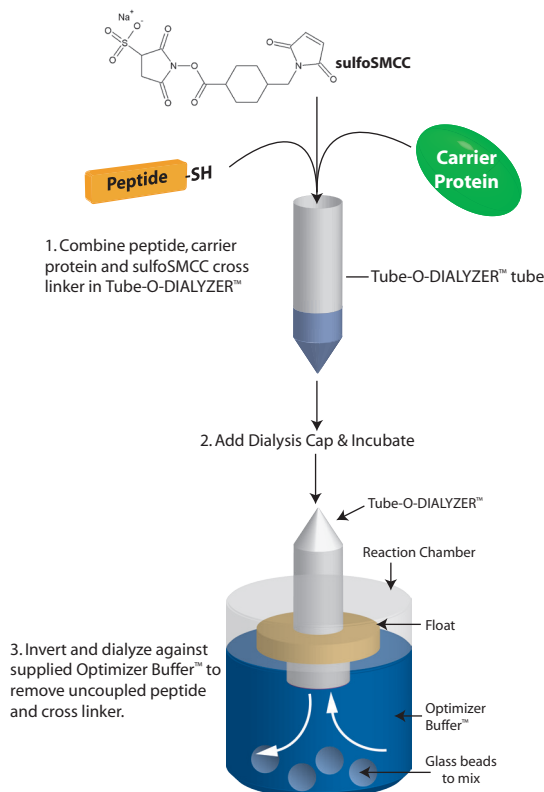 Na+
O
O-
S
O
O
O
N
O
O
O
O
N
O
sulfoSMCC
Peptide -SH
Carrier
Protein
1. Combine peptide, carrier
protein and sulfoSMCC cross
linker in Tube-O-DIALYZER™
Tube-O-DIALYZER™ tube
2. Add Dialysis Cap & Incubate
Tube-O-DIALYZER™
Reaction Chamber
Float
3. Invert and dialyze against
supplied Optimizer Buffer™ to
remove uncoupled peptide
and cross linker.
Optimizer
Buffer™
Glass beads
to mix